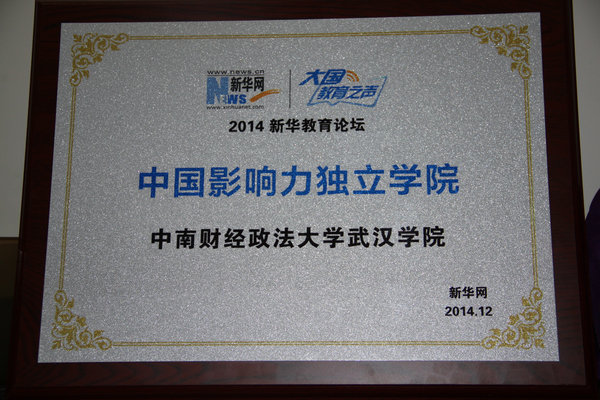 www.news.cn
新华网
NEWS
www.xinhuanet.com
大国
教育之声
2014 新华教育论坛
中国影响力独立学院
中南财经政法大学武汉学院
新华网
2014.12